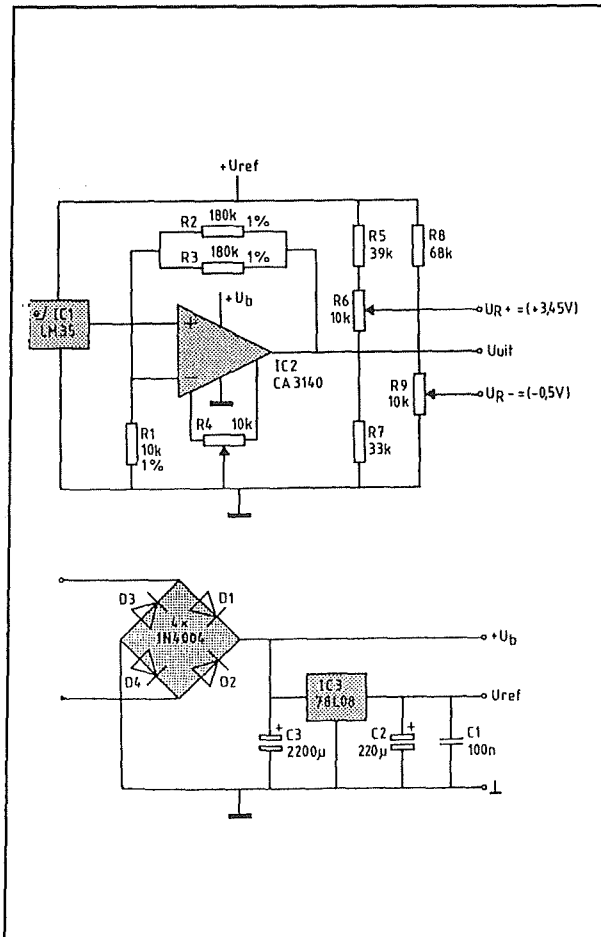 +Uref
R2 180k 1%
R3 180k 1%
R5
39k
R8
68k
+Ub
IC1
LM35
+
R6
10k
UR+ = (+3,45V)
Uuit
IC2
CA 3140
−
R9
10k
UR- = (-0,5V)
R4 10k
R1
10k
1%
R7
33k
D3 D1
4x
1N4004
D4 D2
+Ub
IC3
78L08
Uref
+
C3
2200µ
+
C2
220µ
C1
100n
⊥